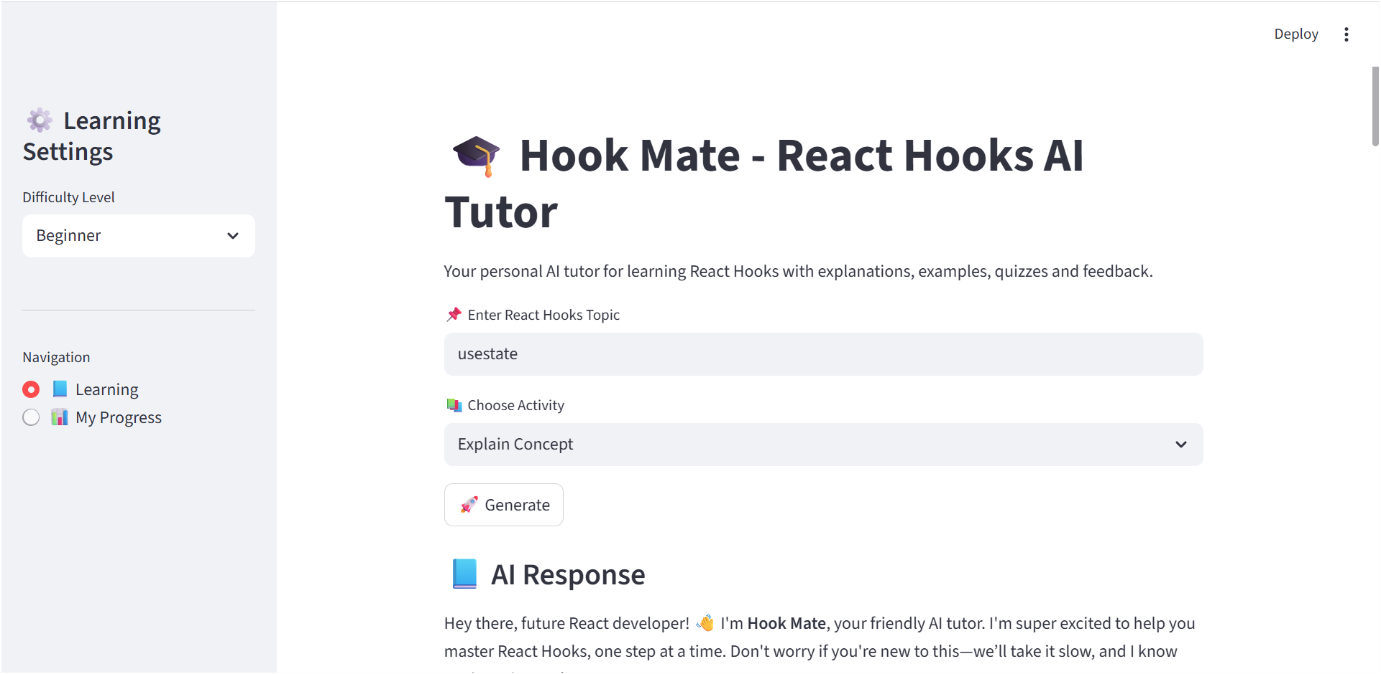 Deploy
Learning
Settings
Difficulty Level
Beginner
Navigation
Learning
My Progress
Hook Mate - React Hooks AI
Tutor
Your personal AI tutor for learning React Hooks with explanations, examples, quizzes and feedback.
Enter React Hooks Topic
usestate
Choose Activity
Explain Concept
Generate
AI Response
Hey there, future React developer! 👋 I'm Hook Mate, your friendly AI tutor. I'm super excited to help you
master React Hooks, one step at a time. Don't worry if you're new to this—we’ll take it slow, and I know